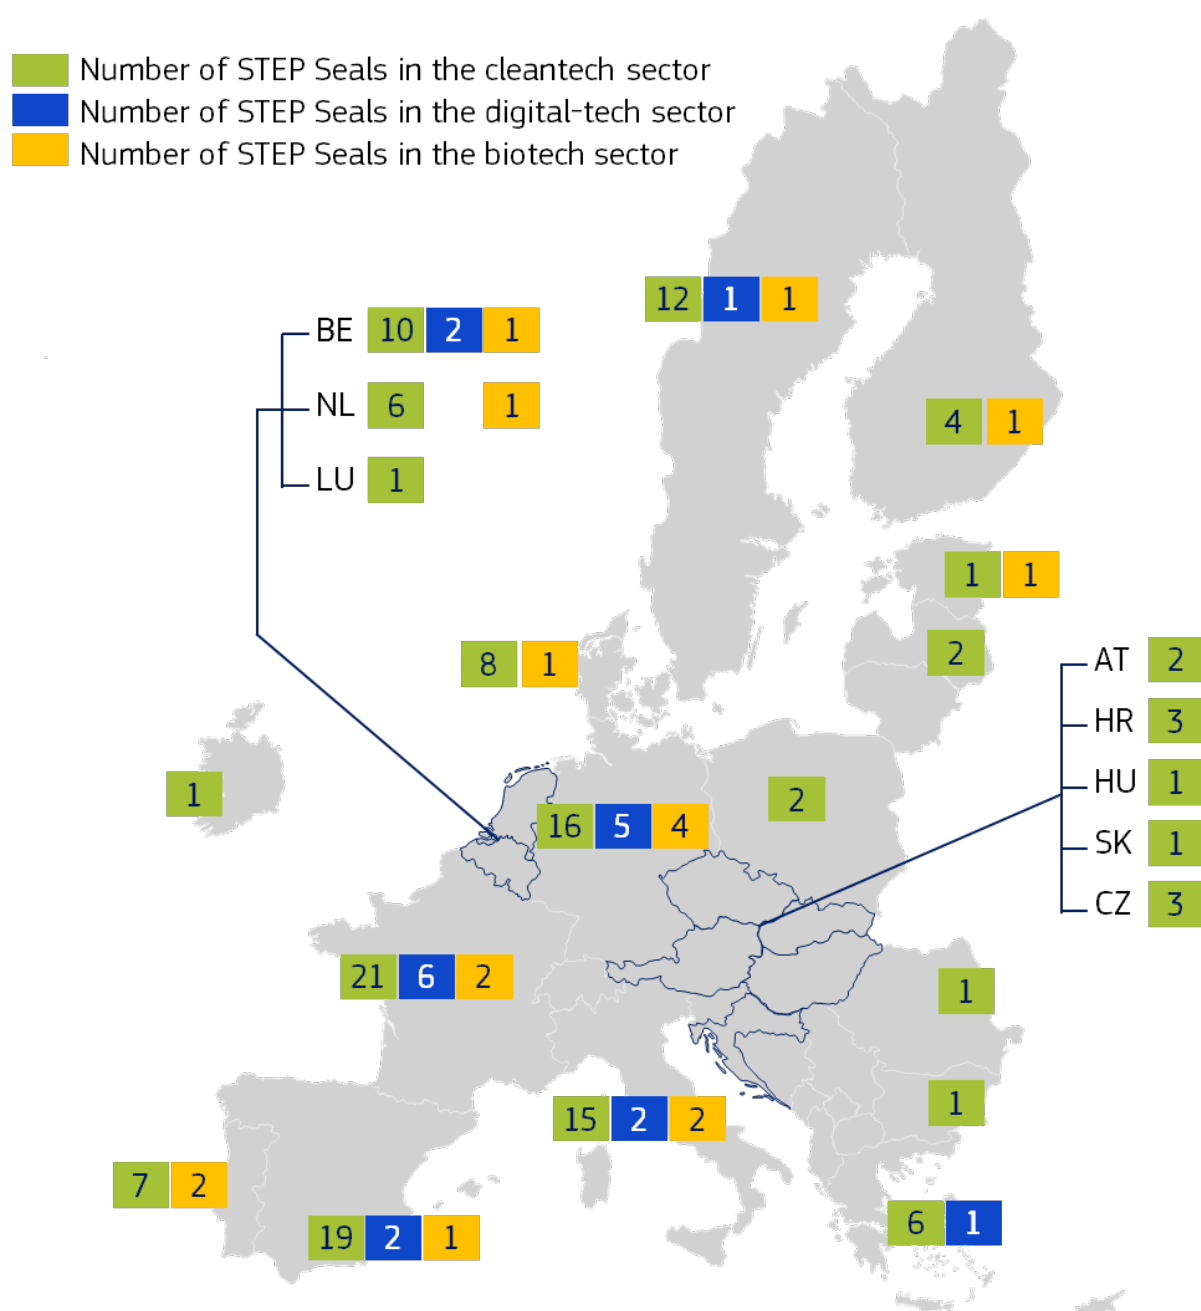 Number of STEP Seals in the cleantech sector
Number of STEP Seals in the digital-tech sector
Number of STEP Seals in the biotech sector
12 1 1
BE 10 2 1
NL 6 1
LU 1
4 1
1 1
2
8 1
AT 2
HR 3
HU 1
SK 1
CZ 3
1
2
16 5 4
21 6 2
1
1
15 2 2
7 2
19 2 1
6 1